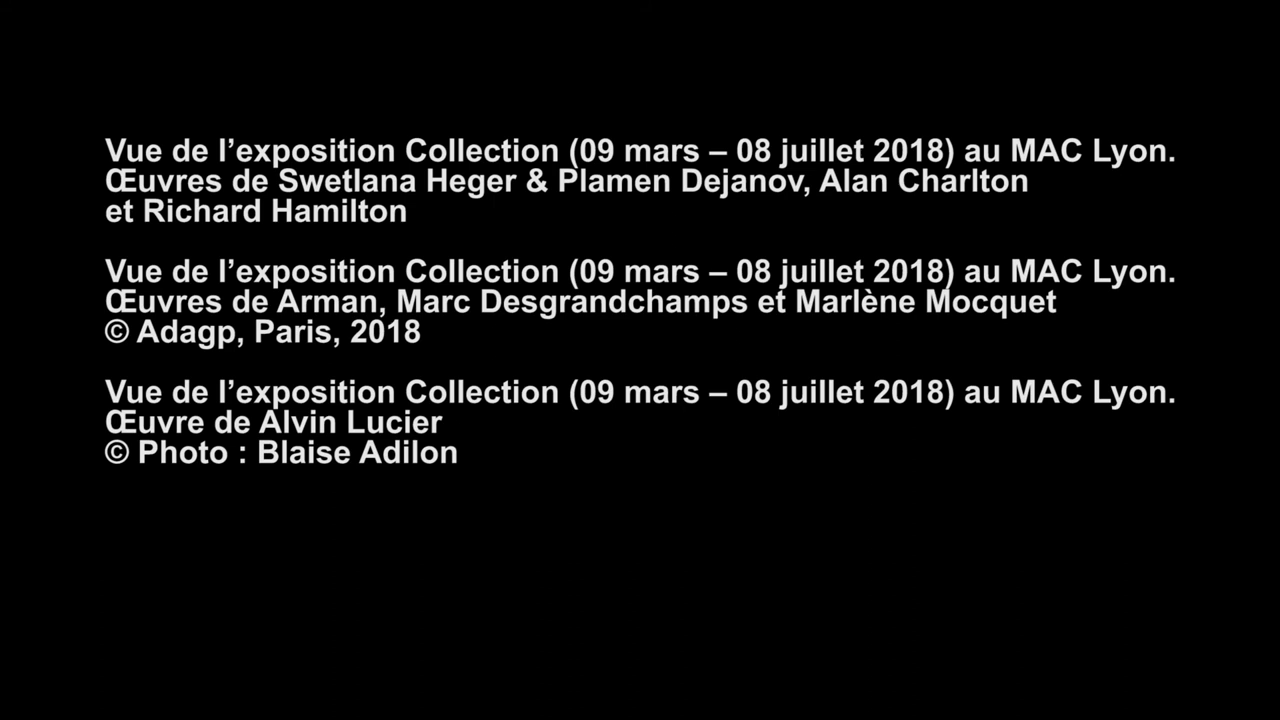 Vue de l’exposition Collection (09 mars – 08 juillet 2018) au MAC Lyon.
Œuvres de Swetlana Heger & Plamen Dejanov, Alan Charlton
et Richard Hamilton
Vue de l’exposition Collection (09 mars – 08 juillet 2018) au MAC Lyon.
Œuvres de Arman, Marc Desgrandchamps et Marlène Mocquet
© Adagp, Paris, 2018
Vue de l’exposition Collection (09 mars – 08 juillet 2018) au MAC Lyon.
Œuvre de Alvin Lucier
© Photo : Blaise Adilon